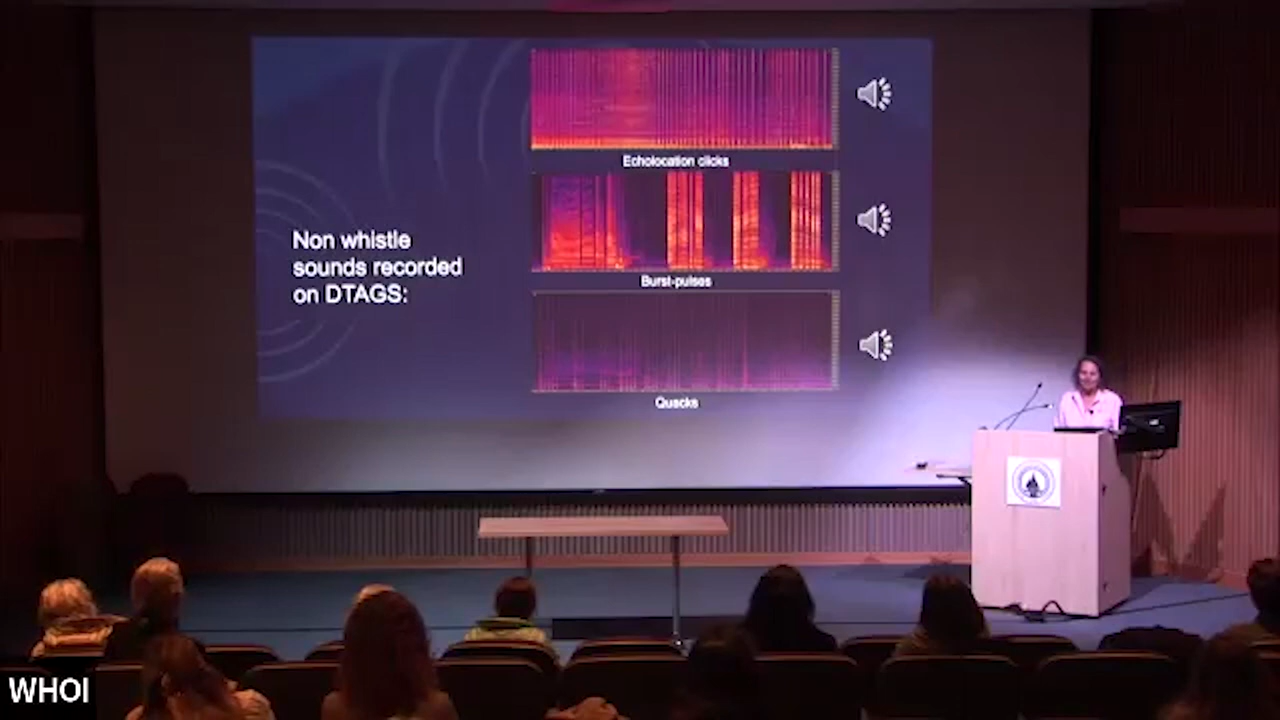 Echolocation clicks
Non whistle
sounds recorded
on DTAGS:
Burst-pulses
Quacks
WHOI